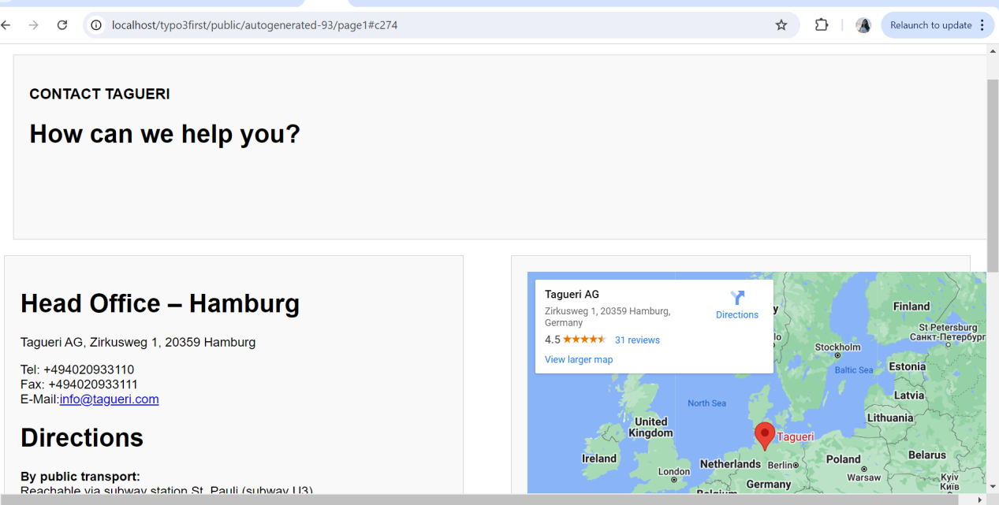 localhost/typo3first/public/autogenerated-93/page1#c274
Relaunch to update
CONTACT TAGUERI
How can we help you?
Head Office – Hamburg
Tagueri AG, Zirkusweg 1, 20359 Hamburg
Tel: +494020933110
Fax: +494020933111
E-Mail:info@tagueri.com
Directions
By public transport:
Reachable via subway station St. Pauli (subway U3)
Tagueri AG
Zirkusweg 1, 20359 Hamburg,
Germany
Directions
4.5
31 reviews
View larger map
Finland
St Petersburg
Санкт-Петербург
Stockholm
Baltic Sea
Estonia
Latvia
North Sea
Lithuania
United
Kingdom
Tagueri
Ireland
Netherlands
Berlin
Poland
Belarus
London
Warsaw
Germany
Kyiv
Київ
Belgium